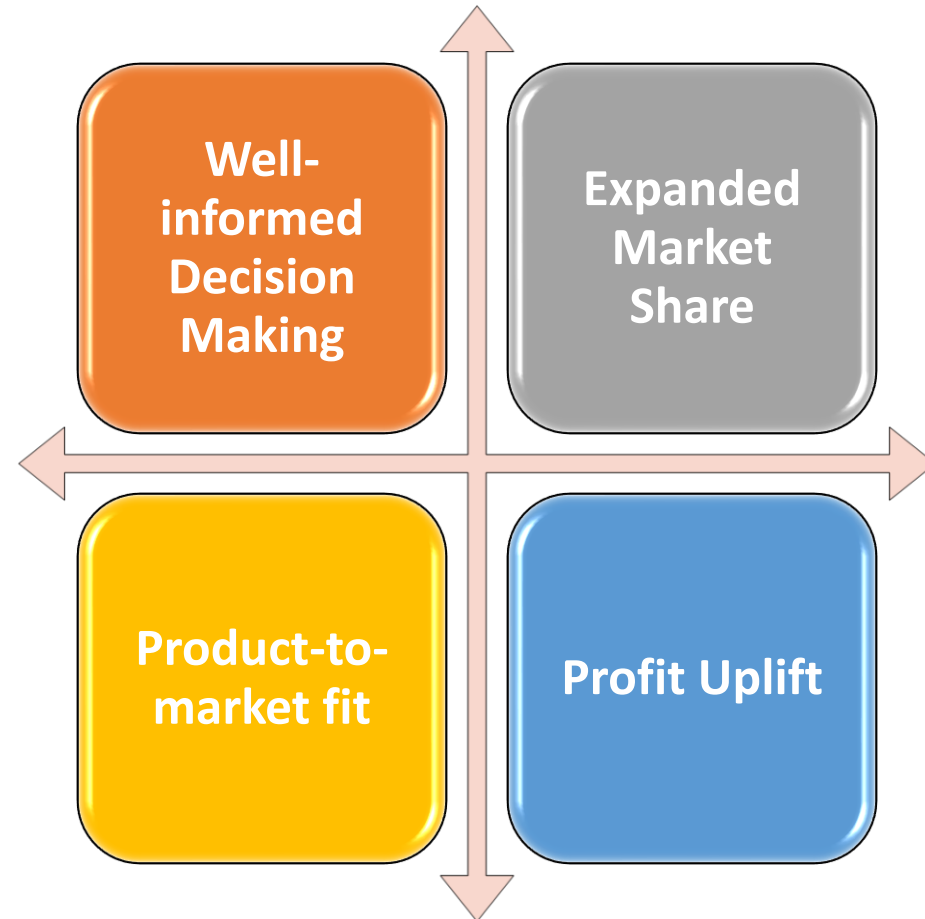 Well-
informed
Decision
Making
Expanded
Market
Share
Product-to-
market fit
Profit Uplift